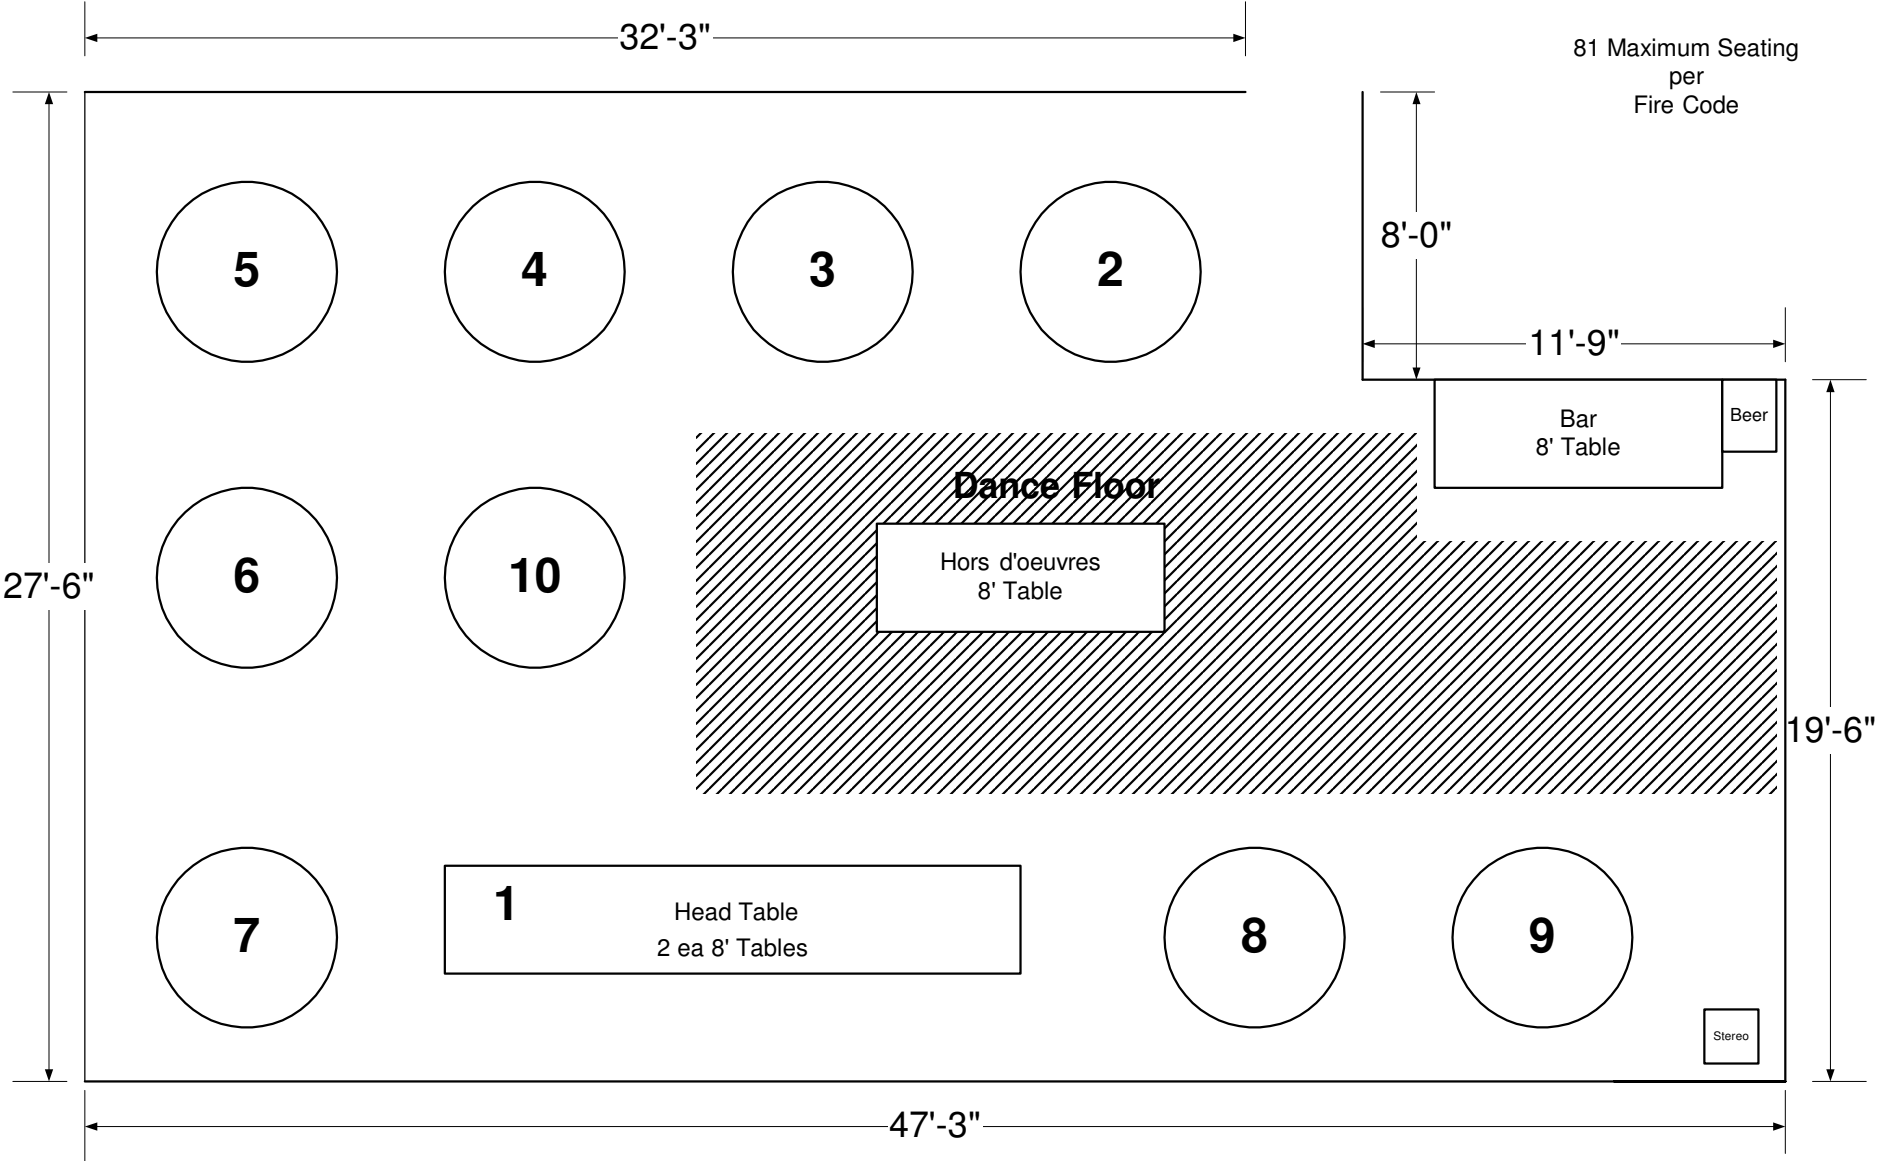 32'-3"
81 Maximum Seating
per
Fire Code
5
4
3
2
8'-0"
11'-9"
Bar
8' Table
Beer
Dance Floor
Hors d'oeuvres
8' Table
6
10
27'-6"
19'-6"
7
1
Head Table
2 ea 8' Tables
8
9
Stereo
47'-3"